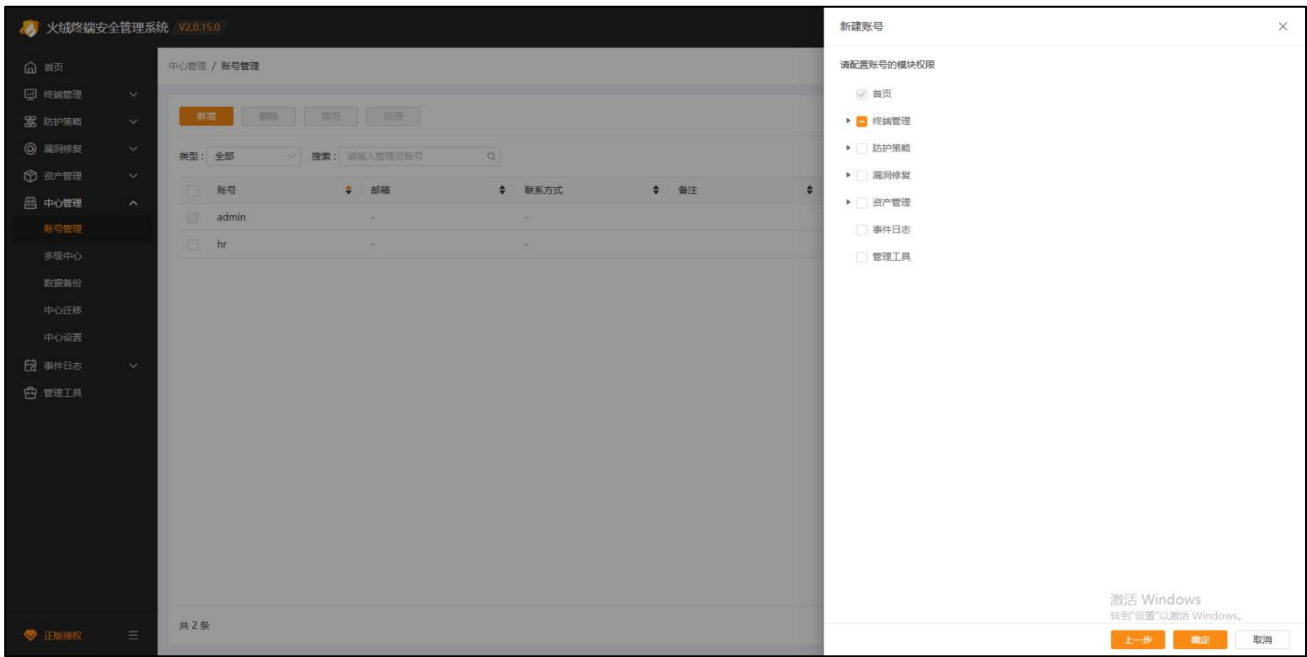 火绒终端安全管理系统 V2.0.15.0
首页
终端管理
防护策略
漏洞修复
资产管理
中心管理
账号管理
多级中心
数据备份
中心迁移
中心设置
事件日志
管理工具
正版授权
中心管理 / 账号管理
新增 删除 停用 启用
类型： 全部 搜索： 请输入管理员账号
账号 邮箱 联系方式 备注
admin - -
hr - -
共 2 条
新建账号
请配置账号的模块权限
首页
终端管理
防护策略
漏洞修复
资产管理
事件日志
管理工具
激活 Windows
转到"设置"以激活 Windows。
上一步 确定 取消